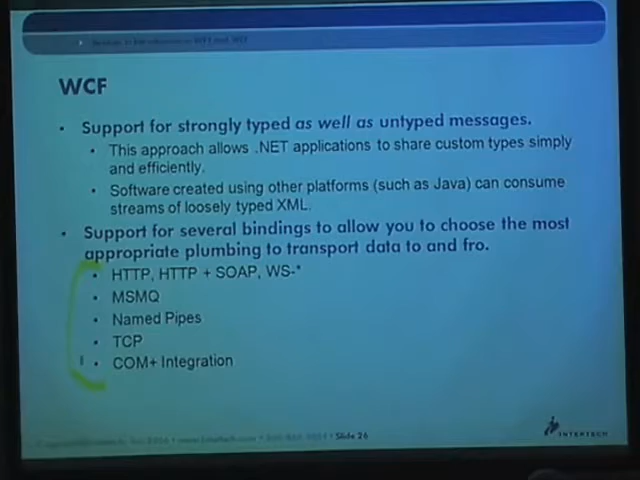 WCF
• Support for strongly typed as well as untyped messages.
• This approach allows .NET applications to share custom types simply
and efficiently.
• Software created using other platforms (such as Java) can consume
streams of loosely typed XML.
• Support for several bindings to allow you to choose the most
appropriate plumbing to transport data to and fro.
• HTTP, HTTP + SOAP, WS-*
• MSMQ
• Named Pipes
• TCP
• COM+ Integration
• Slide 26
INTERTECH